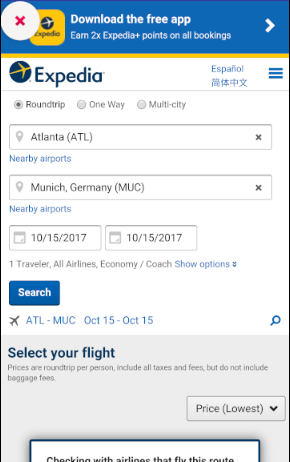 Download the free app
Earn 2x Expedia+ points on all bookings
Expedia
Español
简体中文
Roundtrip One Way Multi-city
Atlanta (ATL)
Nearby airports
Munich, Germany (MUC)
Nearby airports
10/15/2017 10/15/2017
1 Traveler, All Airlines, Economy / Coach Show options
Search
ATL - MUC Oct 15 - Oct 15
Select your flight
Prices are roundtrip per person, include all taxes and fees, but do not include
baggage fees.
Price (Lowest)
Checking with airlines that fly this route